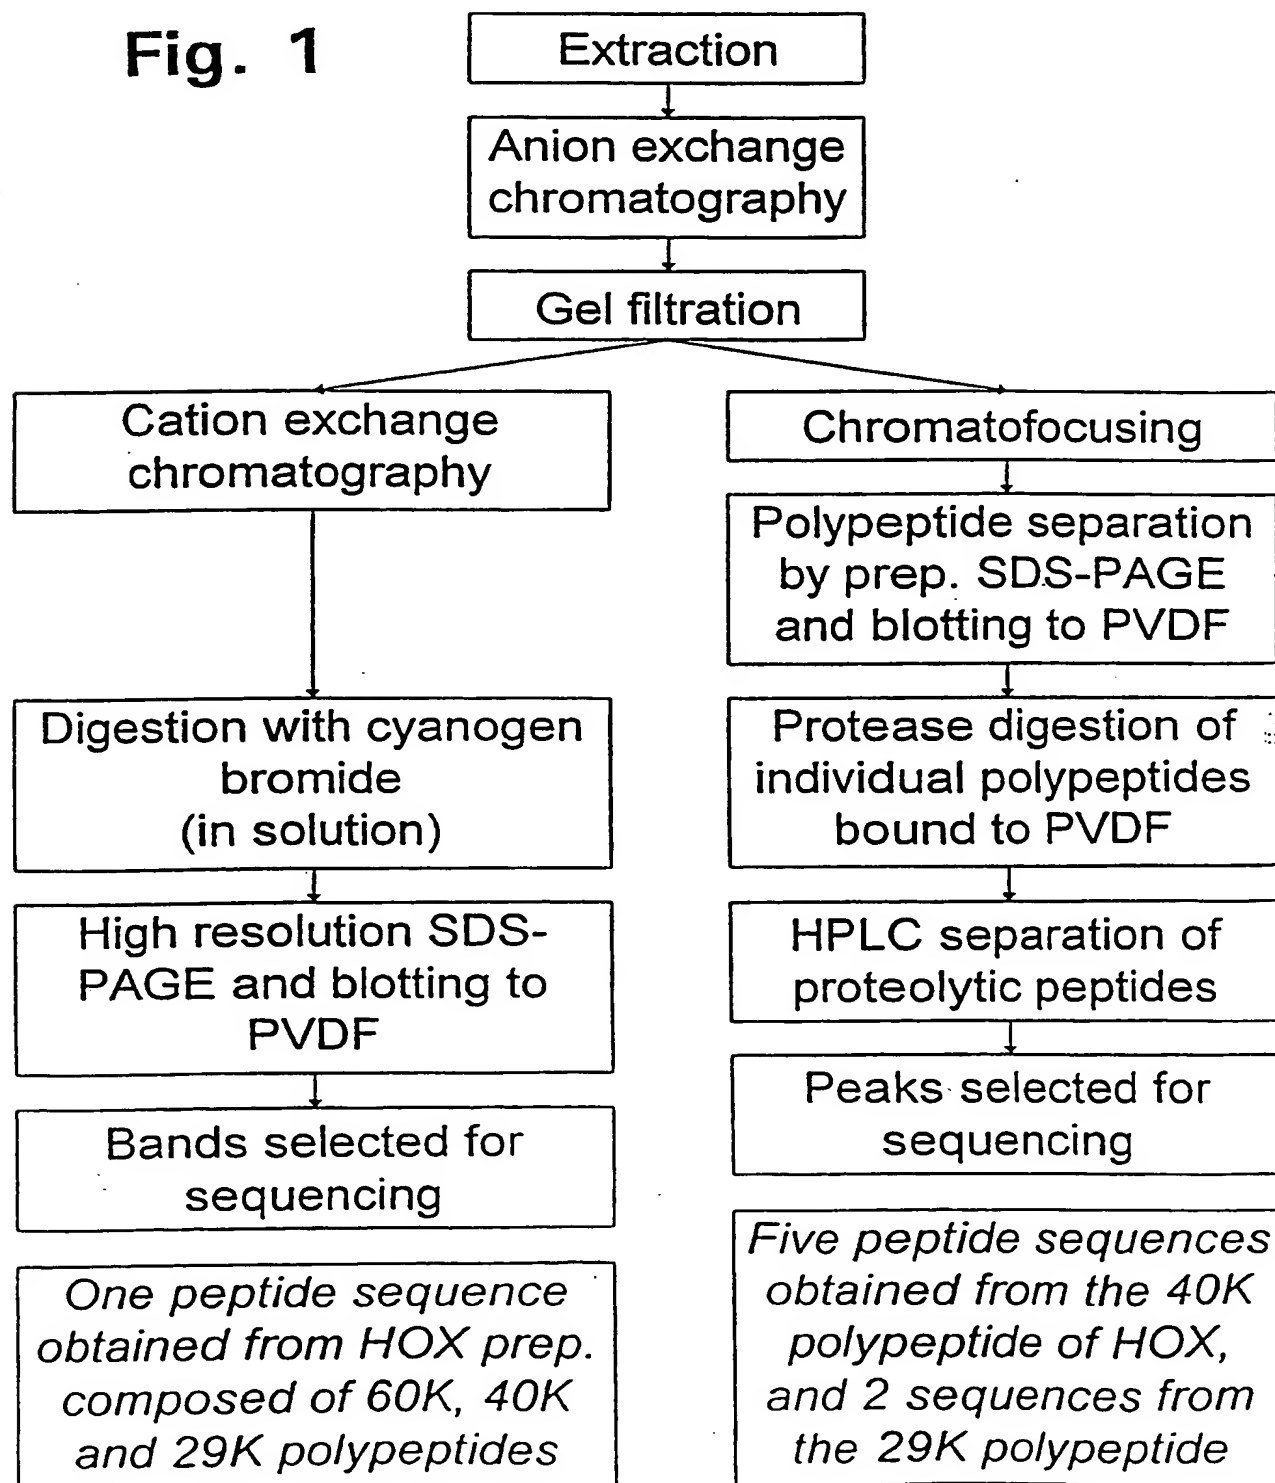 Fig. 1
Extraction
Anion exchange
chromatography
Gel filtration
Cation exchange
chromatography
Digestion with cyanogen
bromide
(in solution)
High resolution SDS-
PAGE and blotting to
PVDF
Bands selected for
sequencing
One peptide sequence
obtained from HOX prep.
composed of 60K, 40K
and 29K polypeptides
Chromatofocusing
Polypeptide separation
by prep. SDS-PAGE
and blotting to PVDF
Protease digestion of
individual polypeptides
bound to PVDF
HPLC separation of
proteolytic peptides
Peaks selected for
sequencing
Five peptide sequences
obtained from the 40K
polypeptide of HOX,
and 2 sequences from
the 29K polypeptide